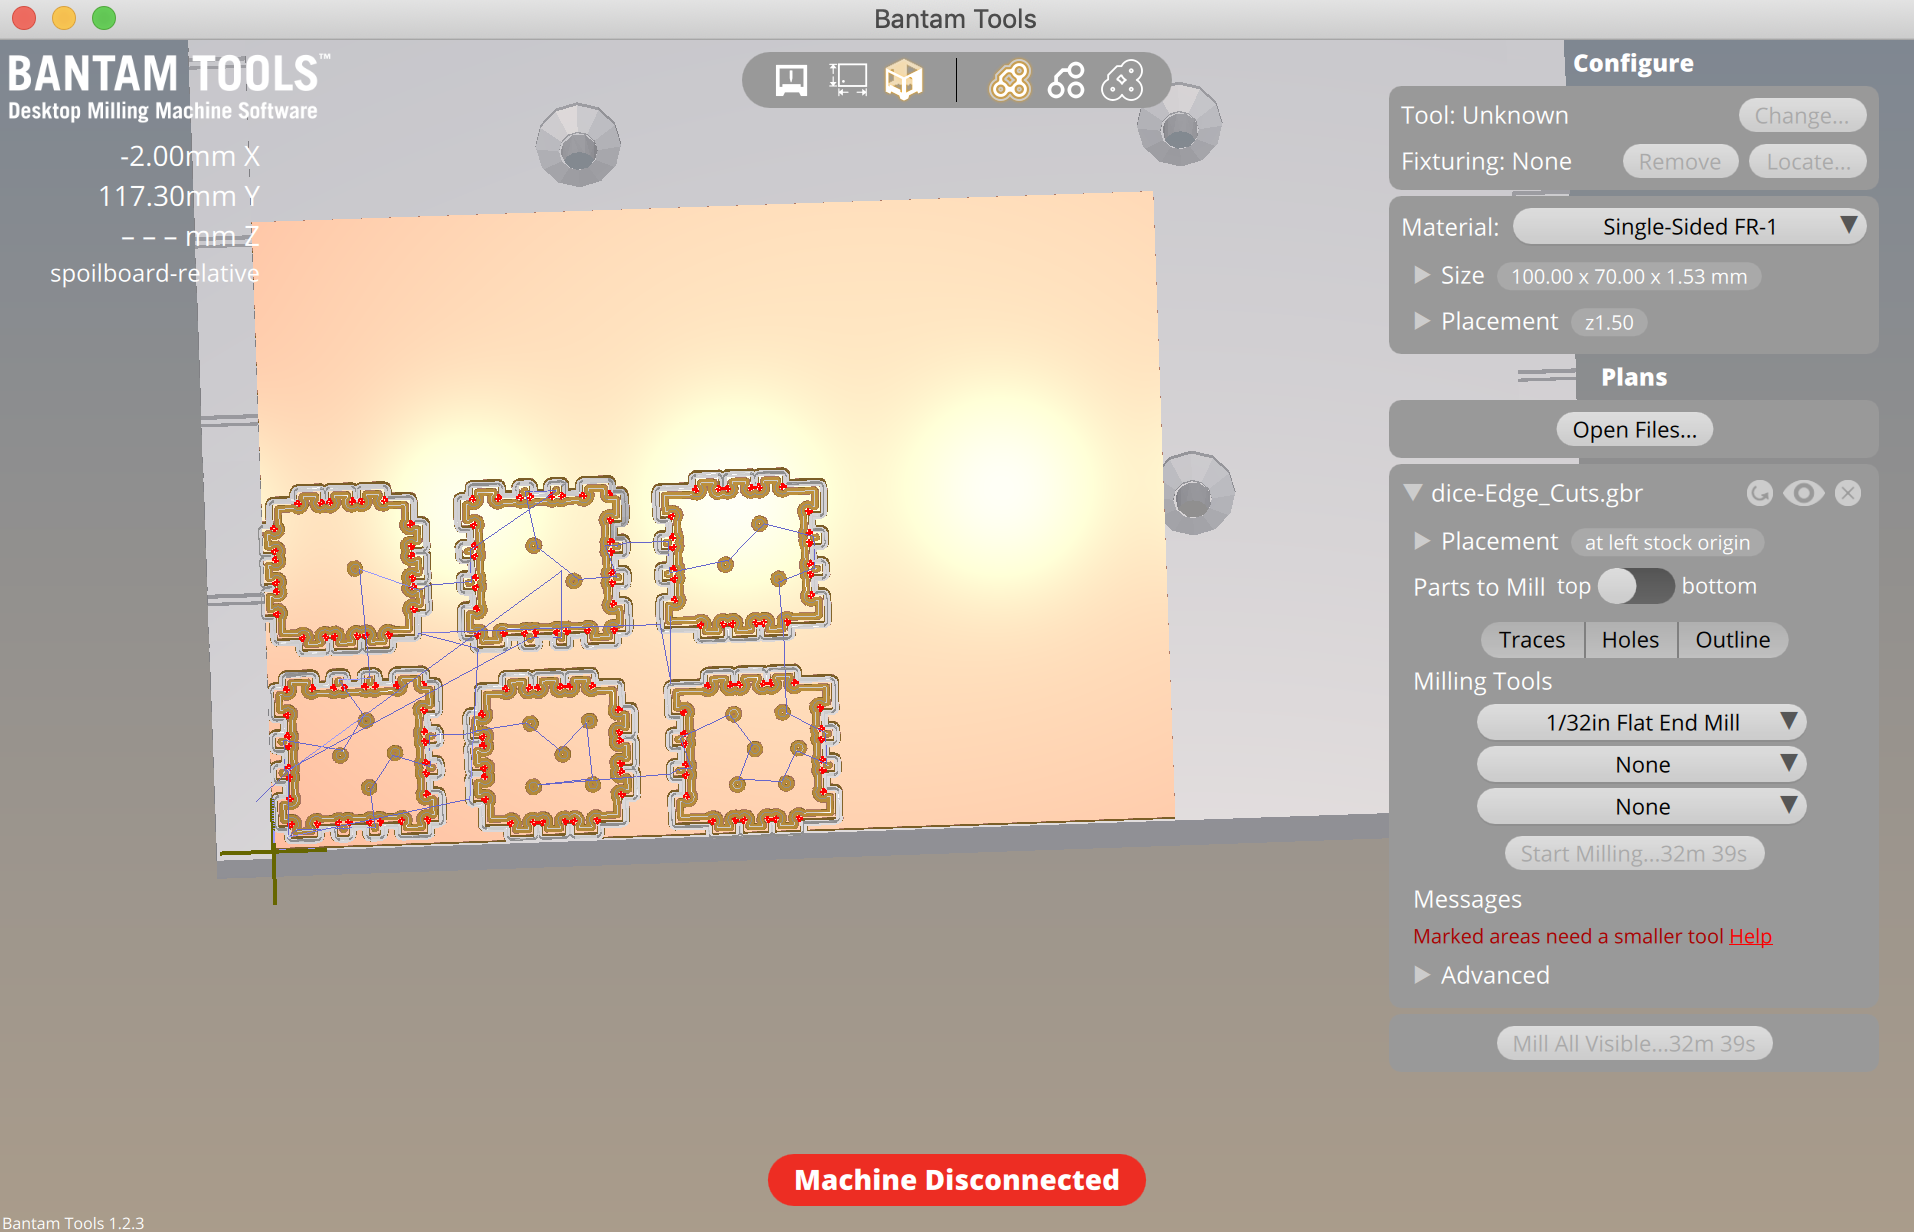 Bantam Tools
BANTAM TOOLS™
Desktop Milling Machine Software
-2.00mm X
117.30mm Y
– – – mm Z
spoilboard-relative
Configure
Tool: Unknown
Change...
Fixturing: None
Remove
Locate...
Material:
Single-Sided FR-1
Size
100.00 x 70.00 x 1.53 mm
Placement
z1.50
Plans
Open Files...
dice-Edge_Cuts.gbr
Placement
at left stock origin
Parts to Mill top bottom
Traces
Holes
Outline
Milling Tools
1/32in Flat End Mill
None
None
Start Milling...32m 39s
Messages
Marked areas need a smaller tool Help
Advanced
Mill All Visible...32m 39s
Machine Disconnected
Bantam Tools 1.2.3